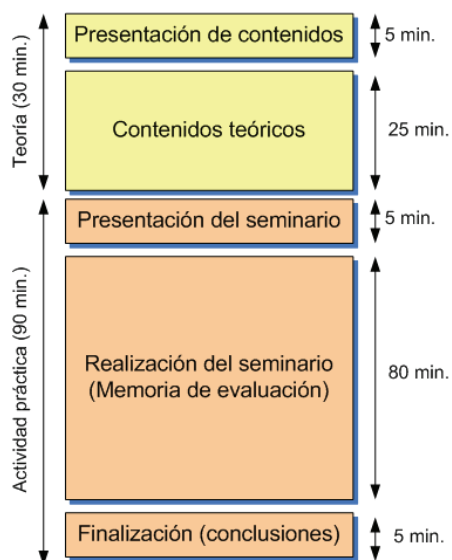 Presentación de contenidos
5 min.
Teoría (30 min.)
Contenidos teóricos
25 min.
Presentación del seminario
5 min.
Actividad práctica (90 min.)
Realización del seminario
(Memoria de evaluación)
80 min.
Finalización (conclusiones)
5 min.